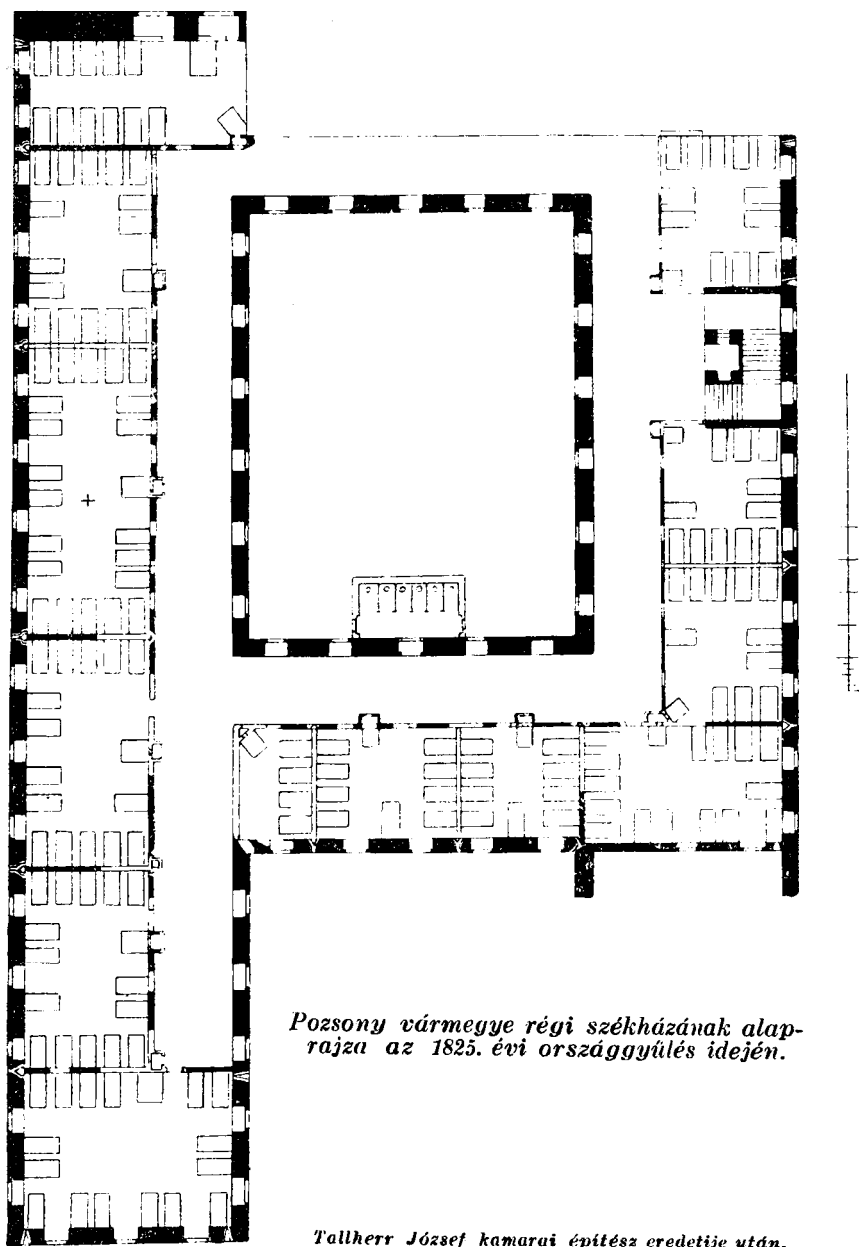 Pozsony vármegye régi székházának alap-
rajza az 1825. évi országgyűlés idején.
Tallherr József kamarai építész eredetije után.